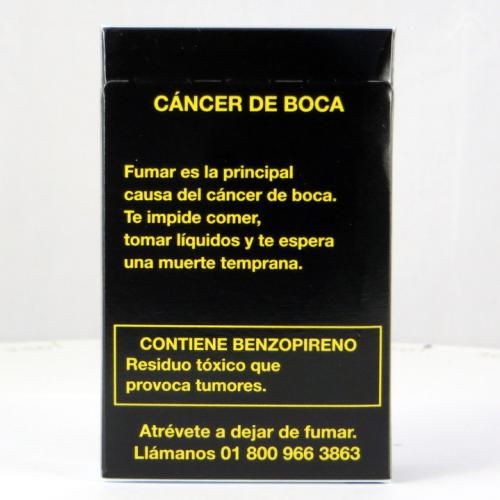 CÁNCER DE BOCA
Fumar es la principal
causa del cáncer de boca.
Te impide comer,
tomar líquidos y te espera
una muerte temprana.
CONTIENE BENZOPIRENO
Residuo tóxico que
provoca tumores.
Atrévete a dejar de fumar.
Llámanos 01 800 966 3863